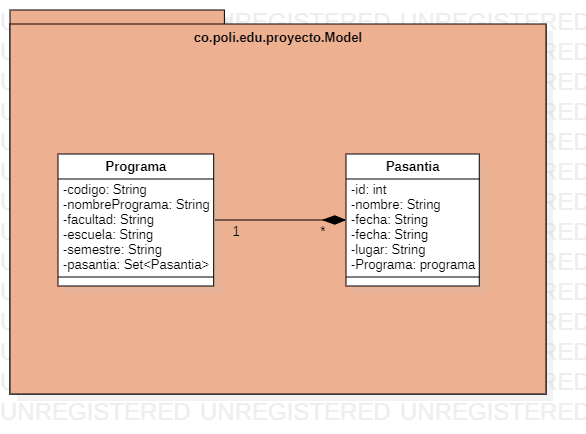 UNREGISTERED UNREGISTERED UNREGISTERED
co.poli.edu.proyecto.Model
Programa
-codigo: String
-nombrePrograma: String
-facultad: String
-escuela: String
-semestre: String
-pasantia: Set<Pasantia>
1
*
Pasantia
-id: int
-nombre: String
-fecha: String
-fecha: String
-lugar: String
-Programa: programa
UNREGISTERED UNREGISTERED UNREGISTERED